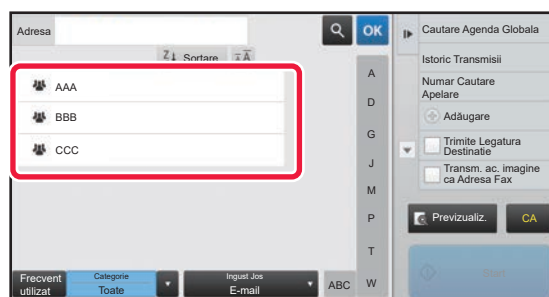 Adresa
OK
Sortare
AAA
BBB
CCC
A
D
G
J
M
P
T
W
ABC
Frecvent
utilizat
Categorie
Toate
Ingust Jos
E-mail
Cautare Agenda Globala
Istoric Transmisii
Numar Cautare
Apelare
Adăugare
Trimite Legatura
Destinatie
Transm. ac. imagine
ca Adresa Fax
Previzualiz.
CA
Start